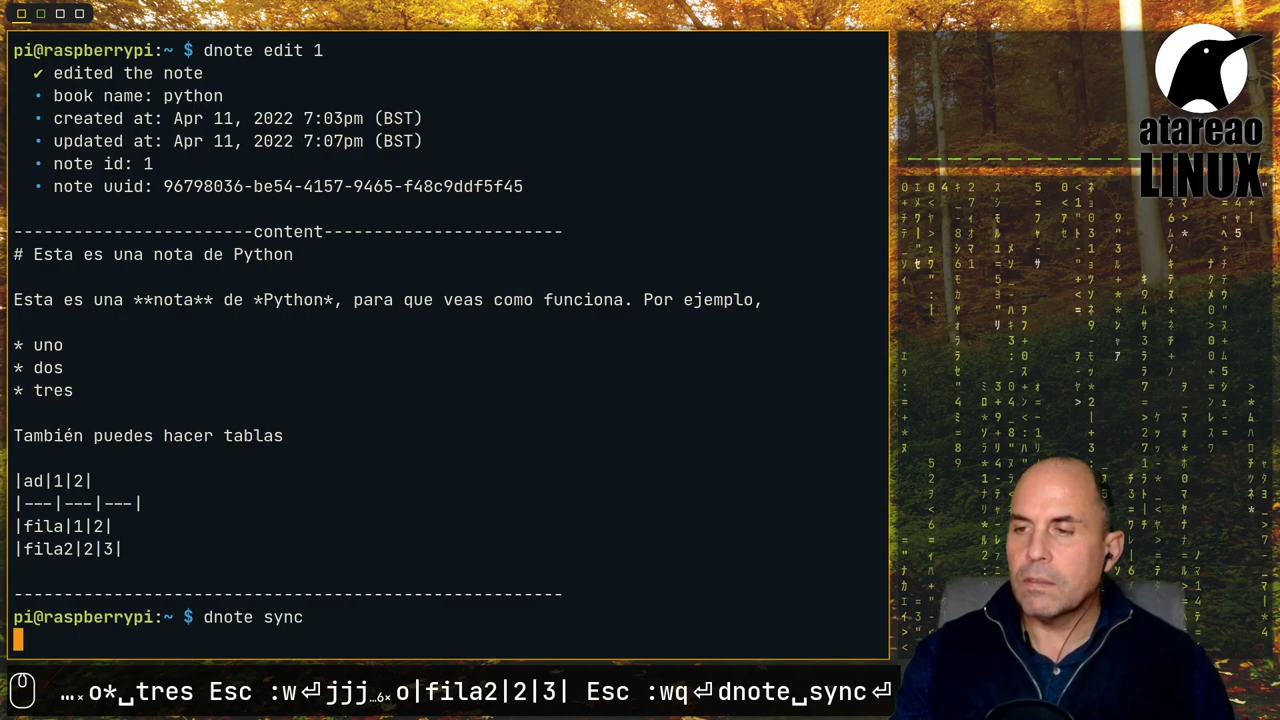 pi@raspberrypi:~ $ dnote edit 1
✔ edited the note
• book name: python
• created at: Apr 11, 2022 7:03pm (BST)
• updated at: Apr 11, 2022 7:07pm (BST)
• note id: 1
• note uuid: 96798036-be54-4157-9465-f48c9ddf5f45
------------------------content------------------------
# Esta es una nota de Python
Esta es una **nota** de *Python*, para que veas como funciona. Por ejemplo,
* uno
* dos
* tres
También puedes hacer tablas
|ad|1|2|
|---|---|---|
|fila|1|2|
|fila2|2|3|
-------------------------------------------------------
pi@raspberrypi:~ $ dnote sync
…ₓo*␣tres Esc :w⏎jjj…₆ₓo|fila2|2|3| Esc :wq⏎dnote␣sync⏎
atareao
LINUX